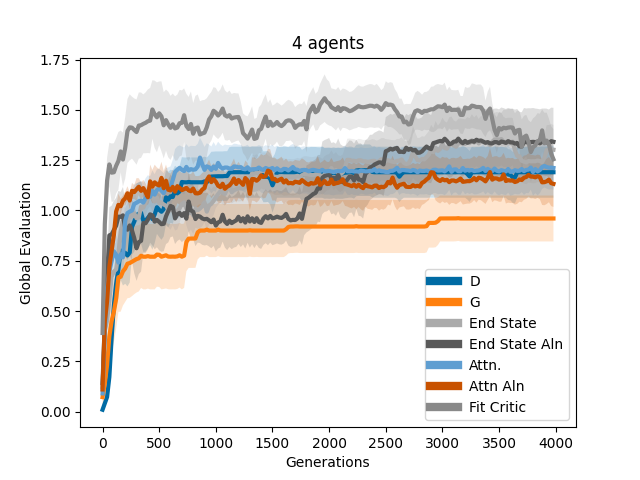 4 agents
1.75
1.50
1.25
1.00
0.75
0.50
0.25
0.00
Global Evaluation
0
500
1000
1500
2000
2500
3000
3500
4000
Generations
D
G
End State
End State Aln
Attn.
Attn Aln
Fit Critic